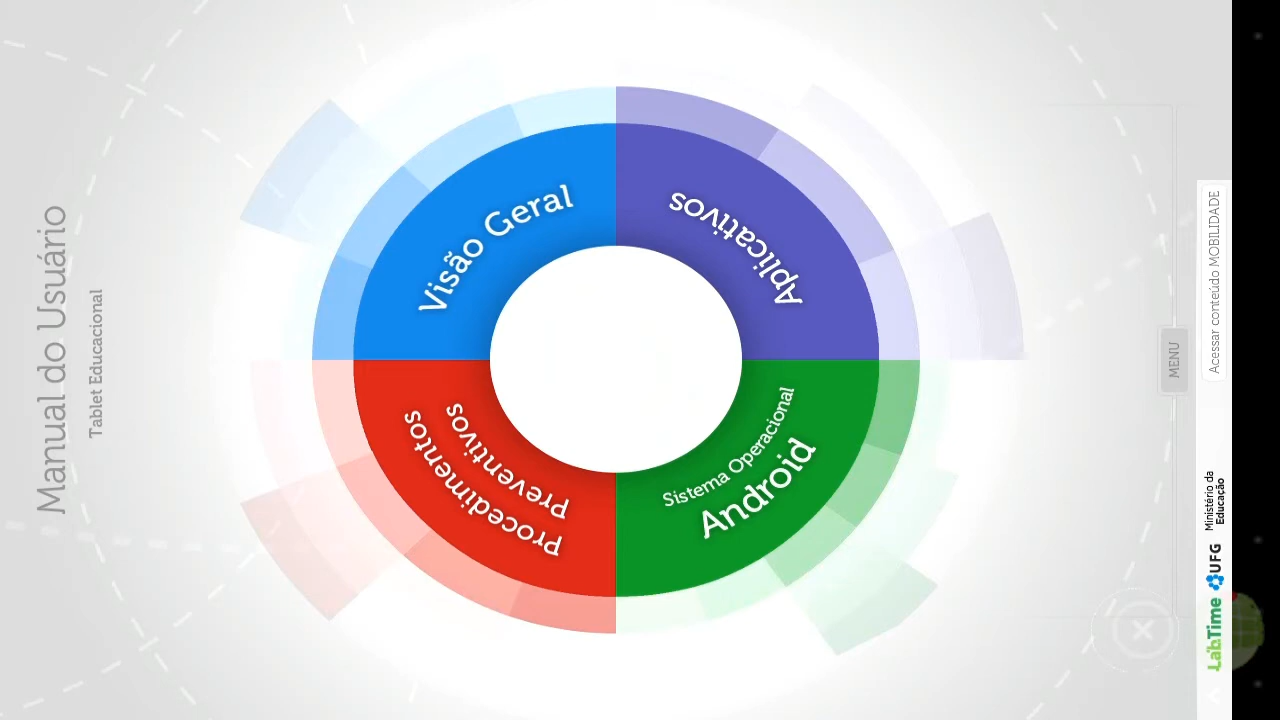 Manual do Usuário
Tablet Educacional
Visão Geral
Aplicativos
Procedimentos
Preventivos
Sistema Operacional
Android
MENU
LabTime
UFG
Ministério da
Educação
Acessar conteúdo MOBILIDADE